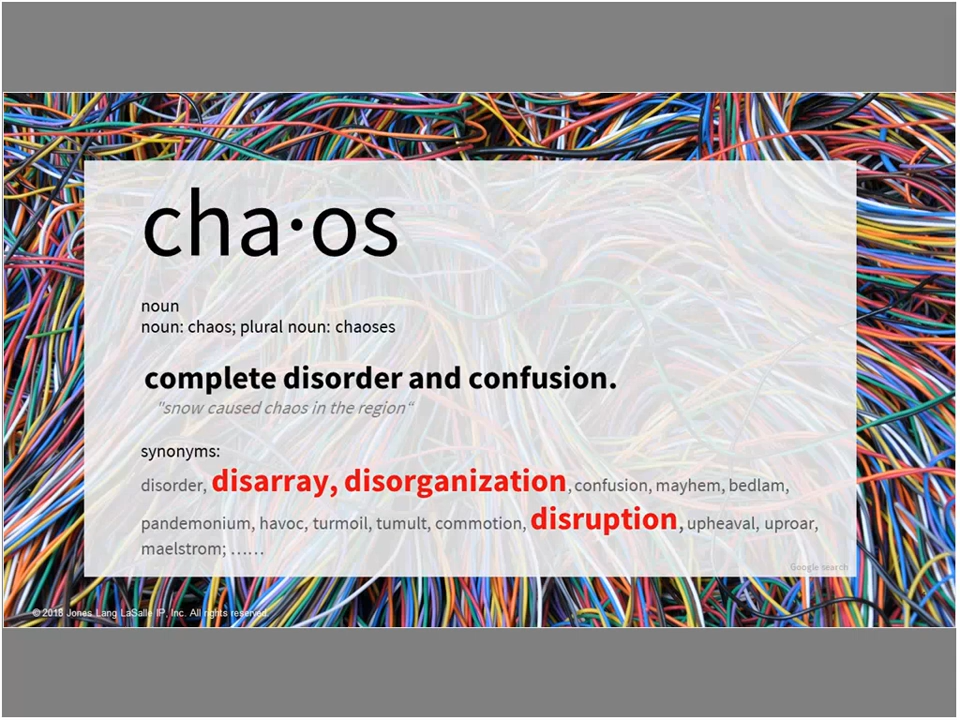 cha·os
noun
noun: chaos; plural noun: chaoses
complete disorder and confusion.
"snow caused chaos in the region“
synonyms:
disorder, disarray, disorganization, confusion, mayhem, bedlam,
pandemonium, havoc, turmoil, tumult, commotion, disruption, upheaval, uproar,
maelstrom; ……
Google search
© 2018 Jones Lang LaSalle IP, Inc. All rights reserved.